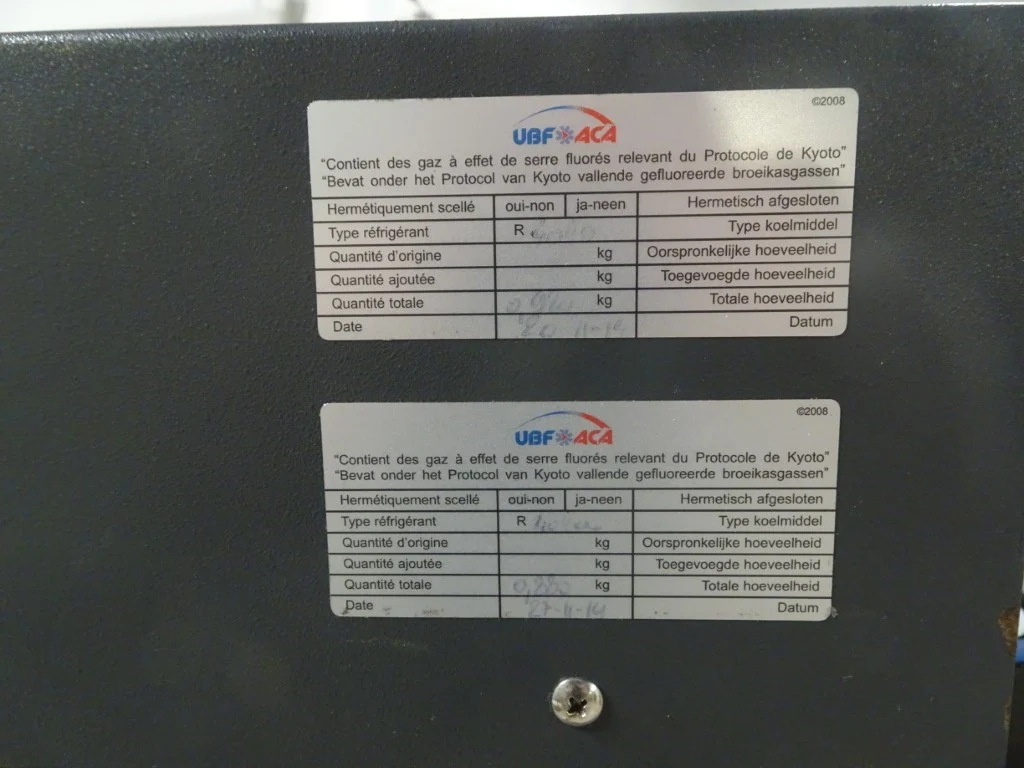 ©2008
UBF ACA
"Contient des gaz à effet de serre fluorés relevant du Protocole de Kyoto"
"Bevat onder het Protocol van Kyoto vallende gefluoreerde broeikasgassen"
Hermétiquement scellé oui-non ja-neen Hermetisch afgesloten
Type réfrigérant R Type koelmiddel
Quantité d'origine kg Oorspronkelijke hoeveelheid
Quantité ajoutée kg Toegevoegde hoeveelheid
Quantité totale kg Totale hoeveelheid
Date Datum
©2008
UBF ACA
"Contient des gaz à effet de serre fluorés relevant du Protocole de Kyoto"
"Bevat onder het Protocol van Kyoto vallende gefluoreerde broeikasgassen"
Hermétiquement scellé oui-non ja-neen Hermetisch afgesloten
Type réfrigérant R Type koelmiddel
Quantité d'origine kg Oorspronkelijke hoeveelheid
Quantité ajoutée kg Toegevoegde hoeveelheid
Quantité totale kg Totale hoeveelheid
Date Datum